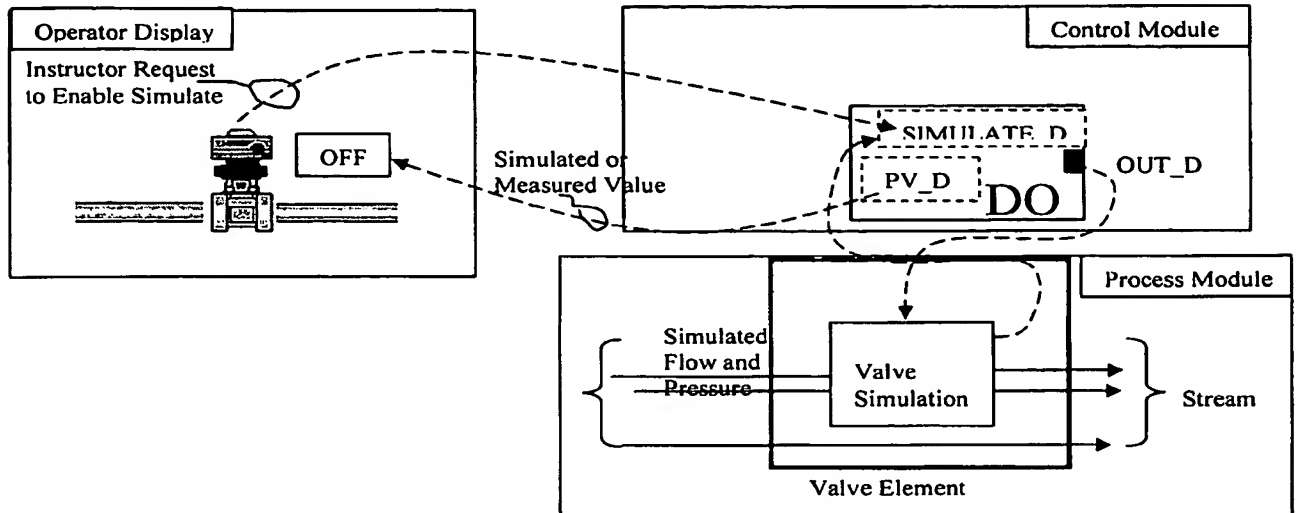 Operator Display
Instructor Request
to Enable Simulate
OFF
Simulated or
Measured Value
Control Module
SIMULATE_D
PV_D
DO
OUT_D
Process Module
Simulated
Flow and
Pressure
Valve
Simulation
Stream
Valve Element